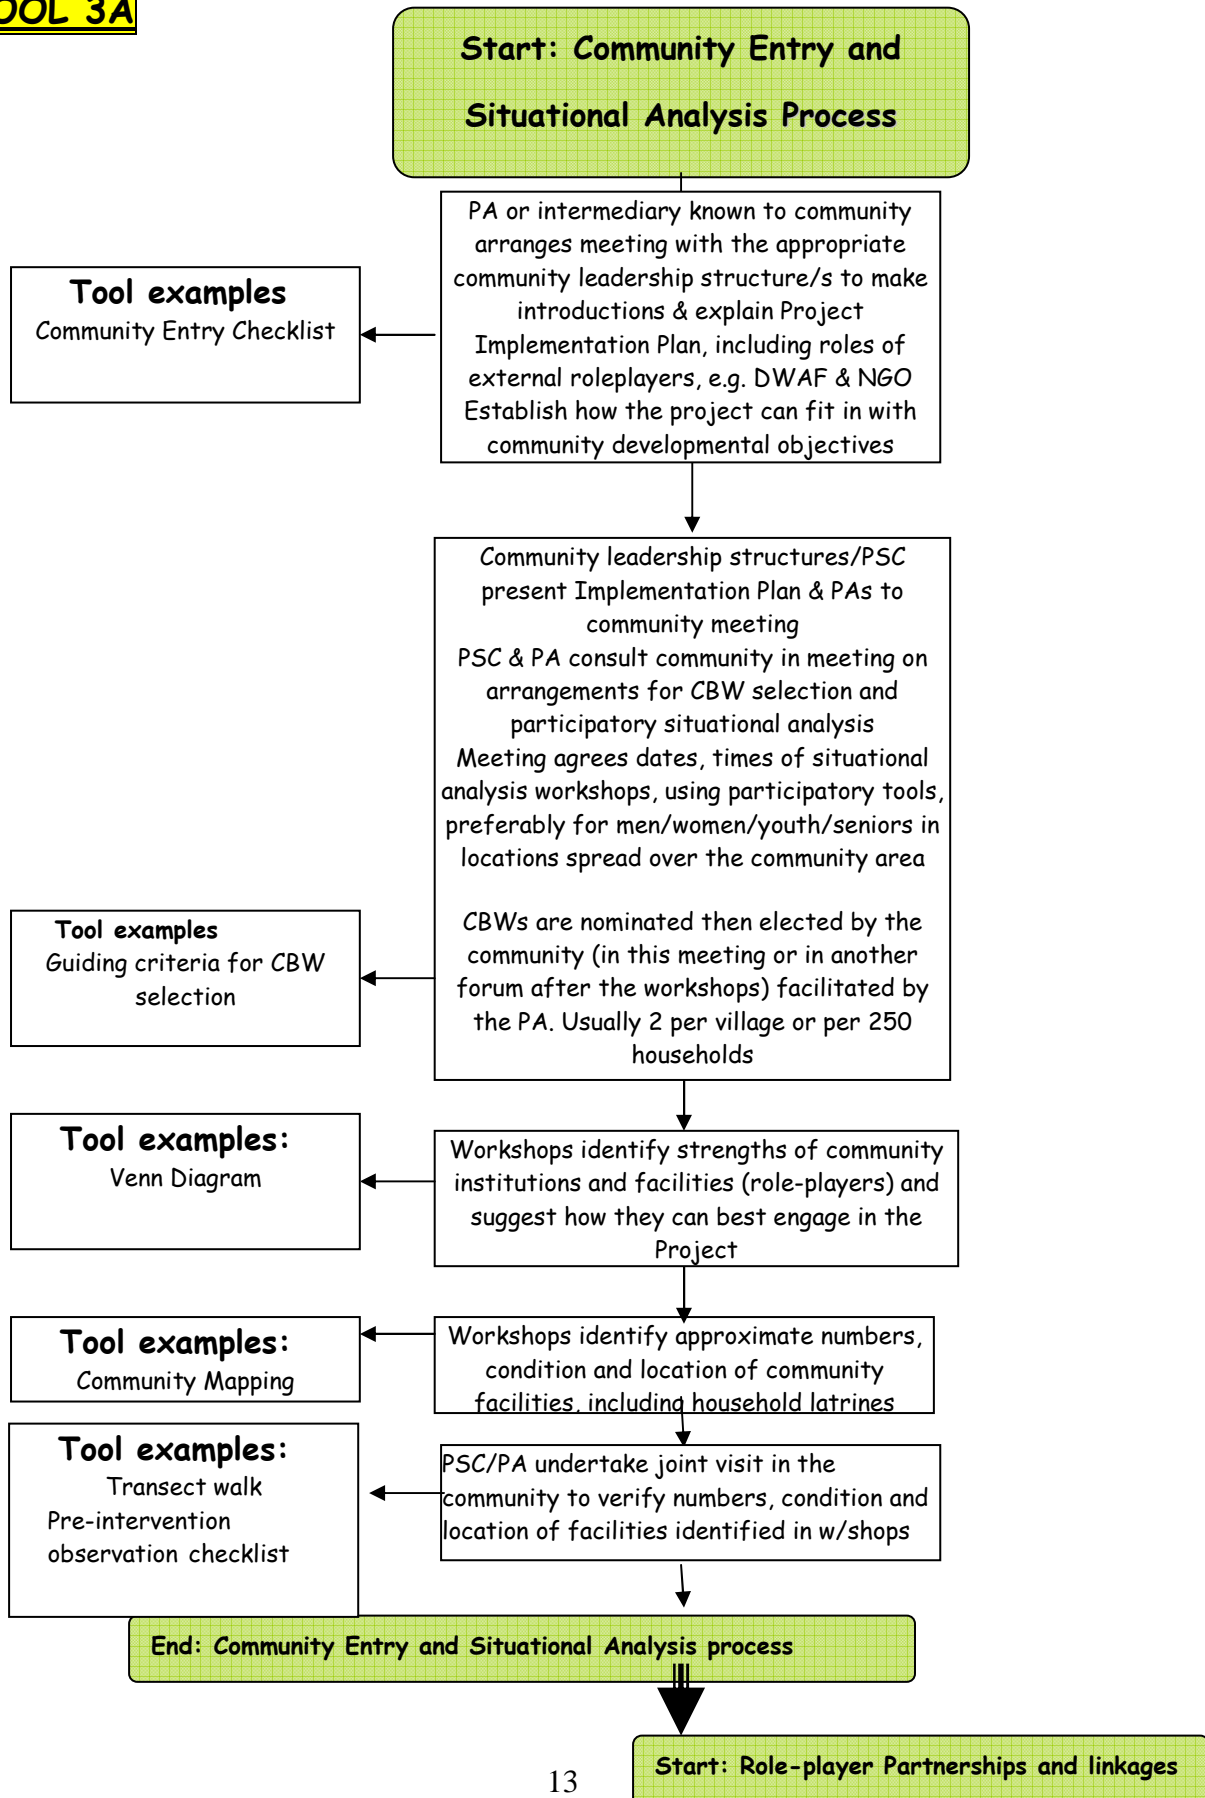 OOL 3A
Start: Community Entry and
Situational Analysis Process
PA or intermediary known to community
arranges meeting with the appropriate
community leadership structure/s to make
introductions & explain Project
Implementation Plan, including roles of
external roleplayers, e.g. DWAF & NGO
Establish how the project can fit in with
community developmental objectives
Tool examples
Community Entry Checklist
Community leadership structures/PSC
present Implementation Plan & PAs to
community meeting
PSC & PA consult community in meeting on
arrangements for CBW selection and
participatory situational analysis
Meeting agrees dates, times of situational
analysis workshops, using participatory tools,
preferably for men/women/youth/seniors in
locations spread over the community area
CBWs are nominated then elected by the
community (in this meeting or in another
forum after the workshops) facilitated by
the PA. Usually 2 per village or per 250
households
Tool examples
Guiding criteria for CBW
selection
Tool examples:
Venn Diagram
Workshops identify strengths of community
institutions and facilities (role-players) and
suggest how they can best engage in the
Project
Tool examples:
Community Mapping
Workshops identify approximate numbers,
condition and location of community
facilities, including household latrines
Tool examples:
Transect walk
Pre-intervention
observation checklist
PSC/PA undertake joint visit in the
community to verify numbers, condition and
location of facilities identified in w/shops
End: Community Entry and Situational Analysis process
Start: Role-player Partnerships and linkages
13